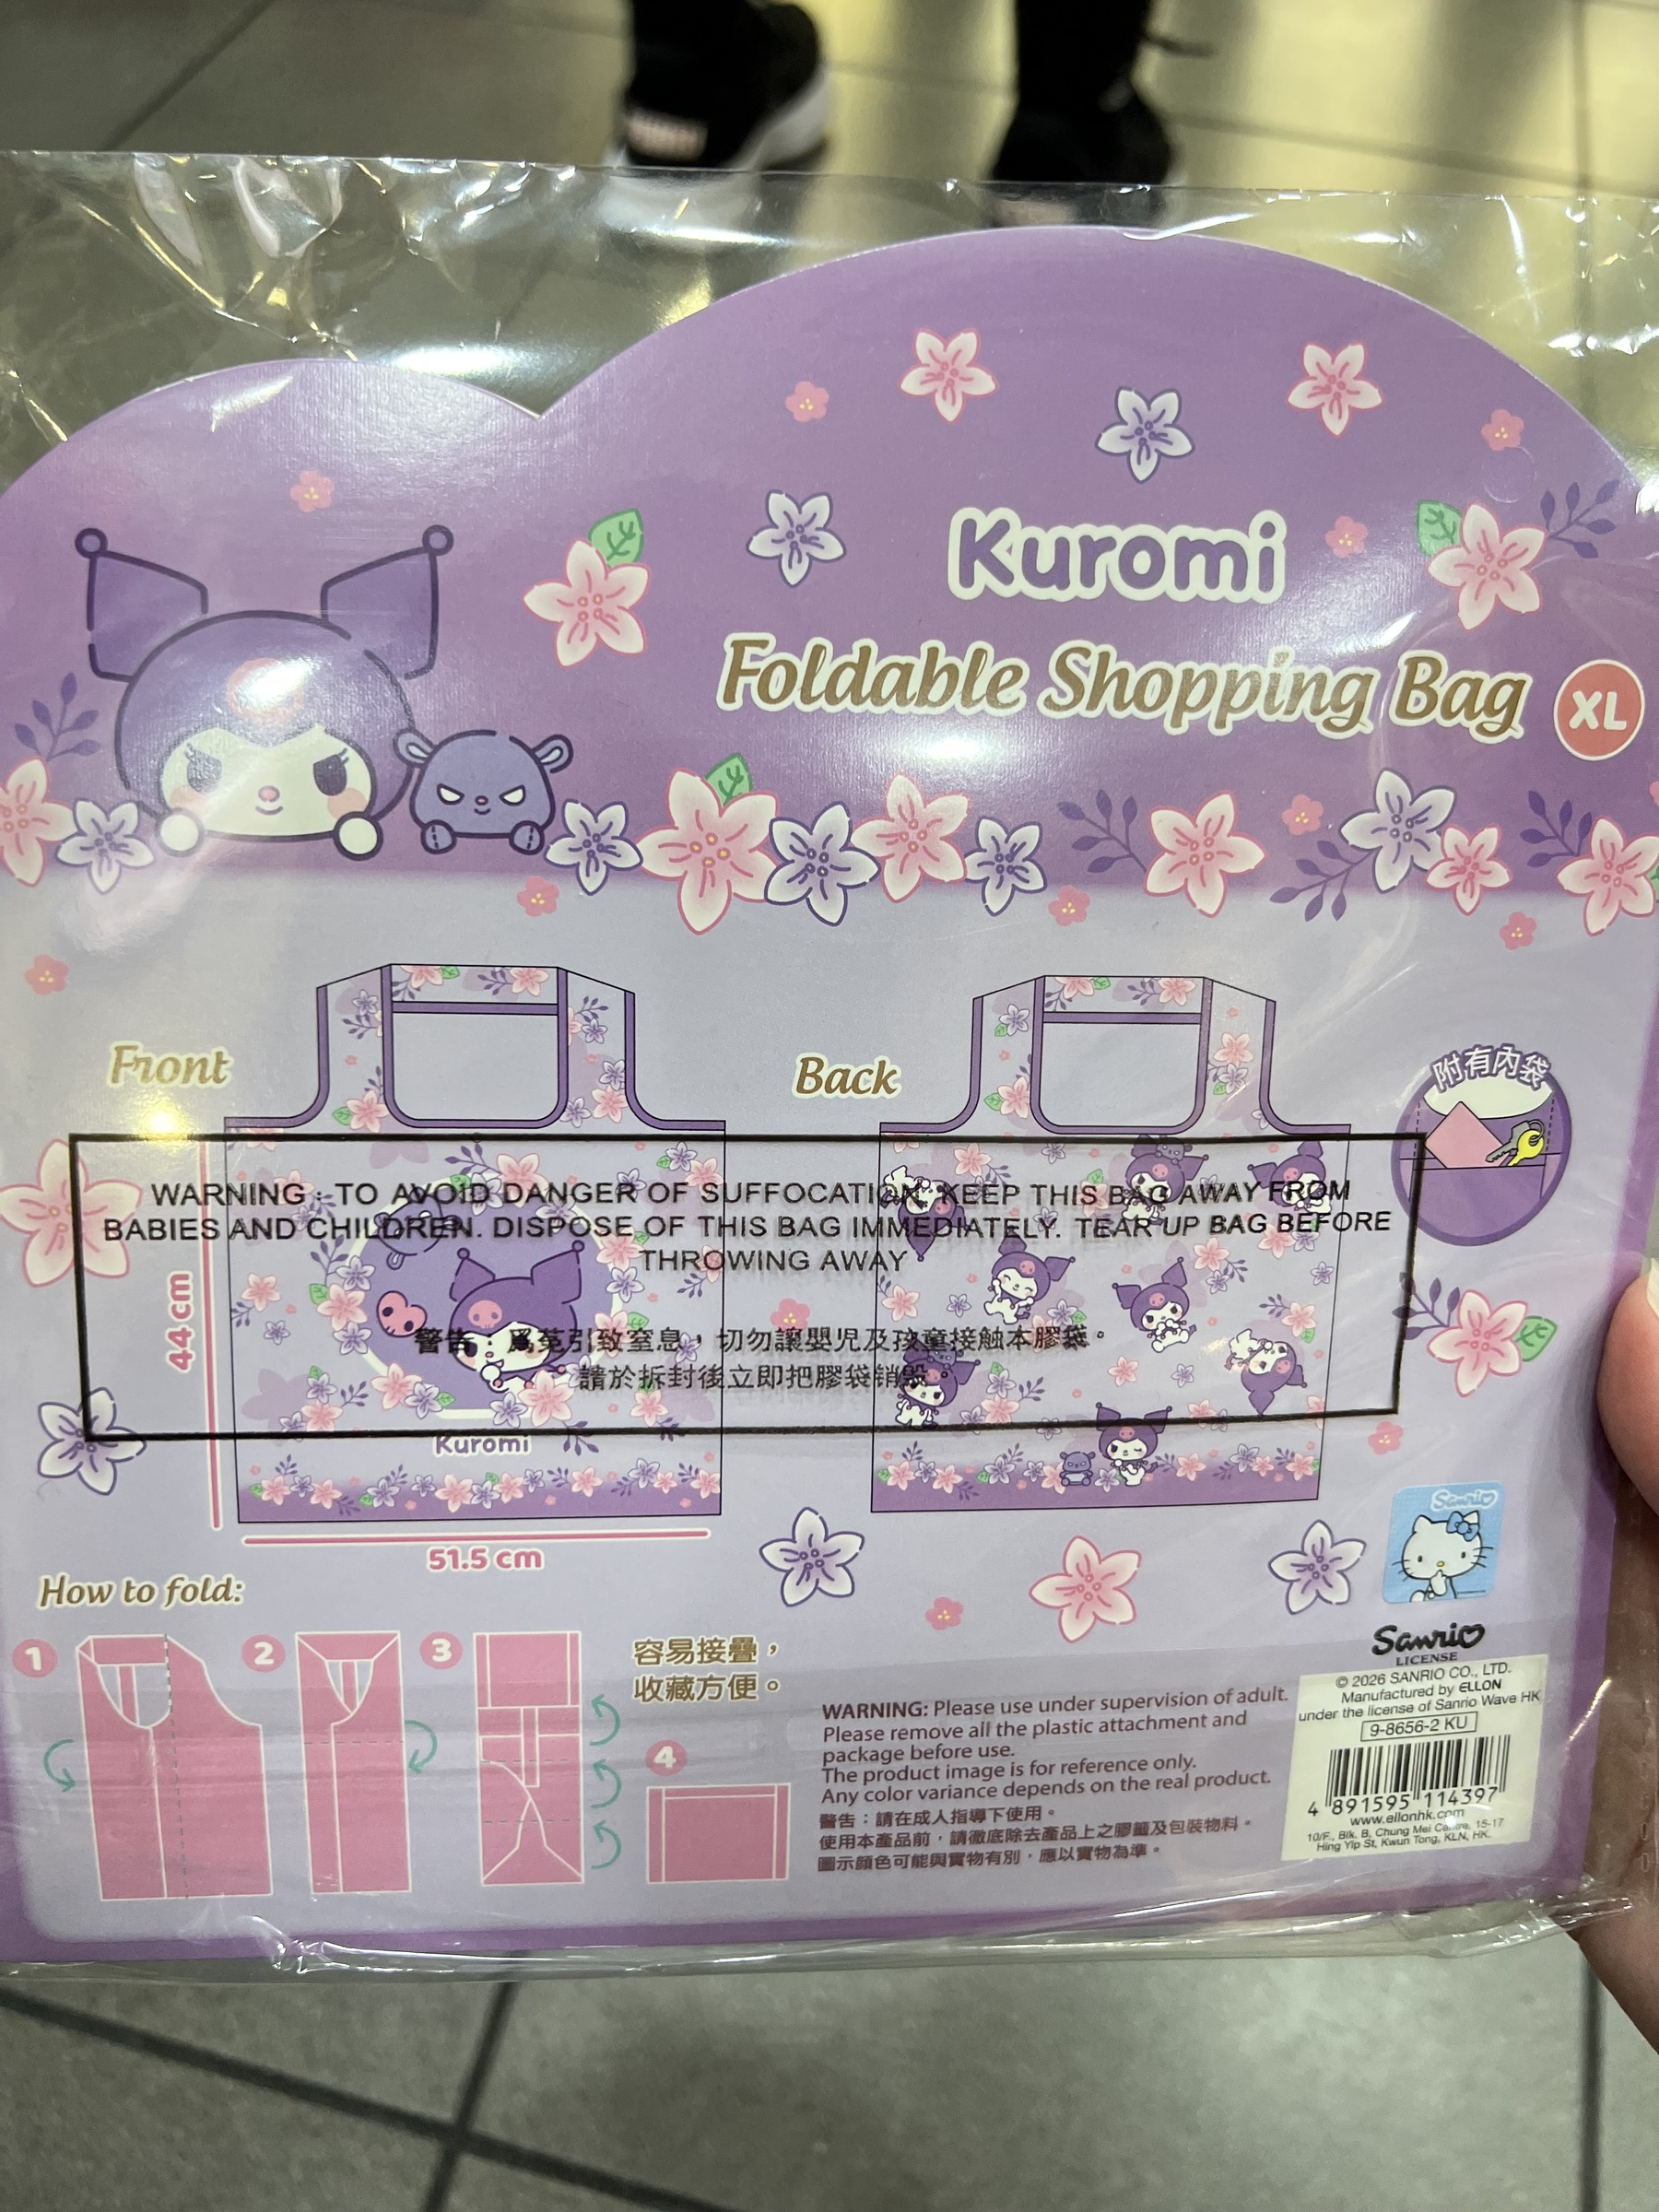 Kuromi
Foldable Shopping Bag XL
Front
Back
附有內袋
WARNING : TO AVOID DANGER OF SUFFOCATION, KEEP THIS BAG AWAY FROM
BABIES AND CHILDREN. DISPOSE OF THIS BAG IMMEDIATELY. TEAR UP BAG BEFORE
THROWING AWAY
44 cm
警告：爲莬引致窒息，切勿讓嬰児及孩童接触本膠袋。
請於拆封後立即把膠袋销毀
Kuromi
51.5 cm
How to fold:
1
2
3
4
容易接疊，
收藏方便。
WARNING: Please use under supervision of adult.
Please remove all the plastic attachment and
package before use.
The product image is for reference only.
Any color variance depends on the real product.
警告：請在成人指導下使用。
使用本產品前，請徹底除去產品上之膠籤及包裝物料。
圖示顏色可能與實物有別，應以實物為準。
Sanrio
Sanrio
LICENSE
© 2026 SANRIO CO., LTD.
Manufactured by ELLON
under the license of Sanrio Wave HK
9-8656-2 KU
4 891595 114397
www.ellonhk.com
10/F., Blk. B, Chung Mei Centre, 15-17
Hing Yip St, Kwun Tong, KLN, HK.